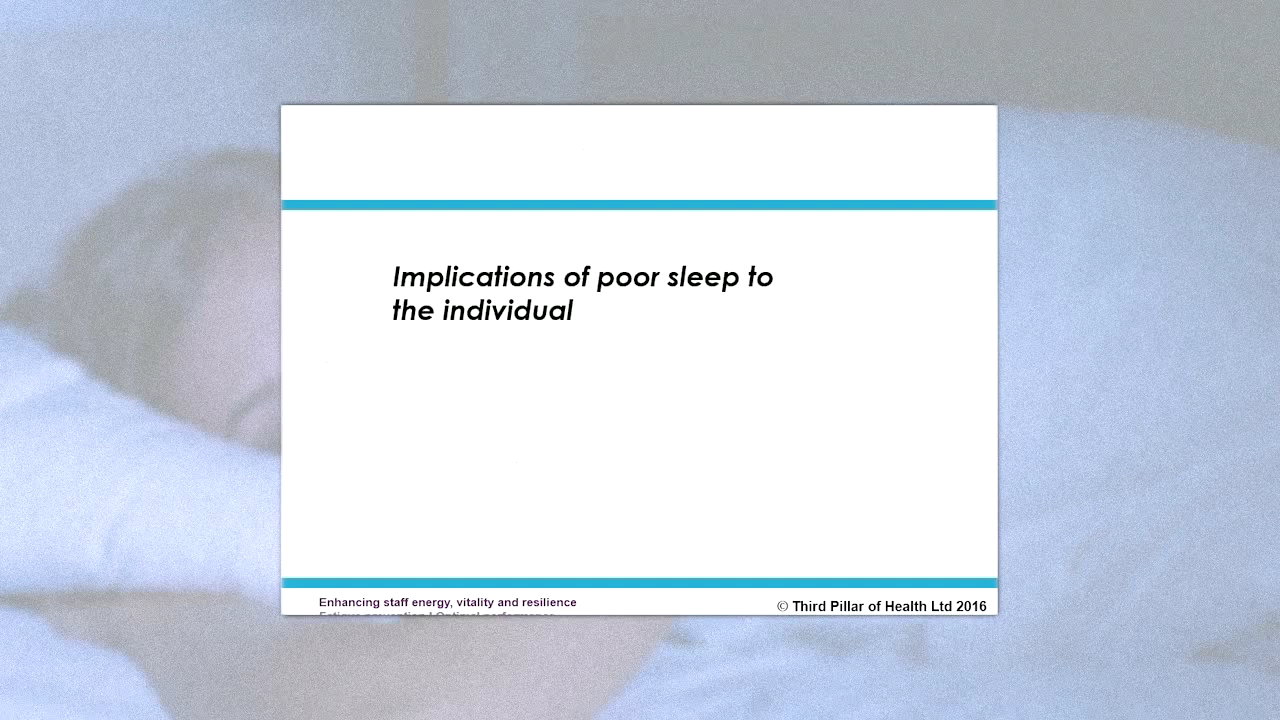 Implications of poor sleep to
the individual
Enhancing staff energy, vitality and resilience
© Third Pillar of Health Ltd 2016